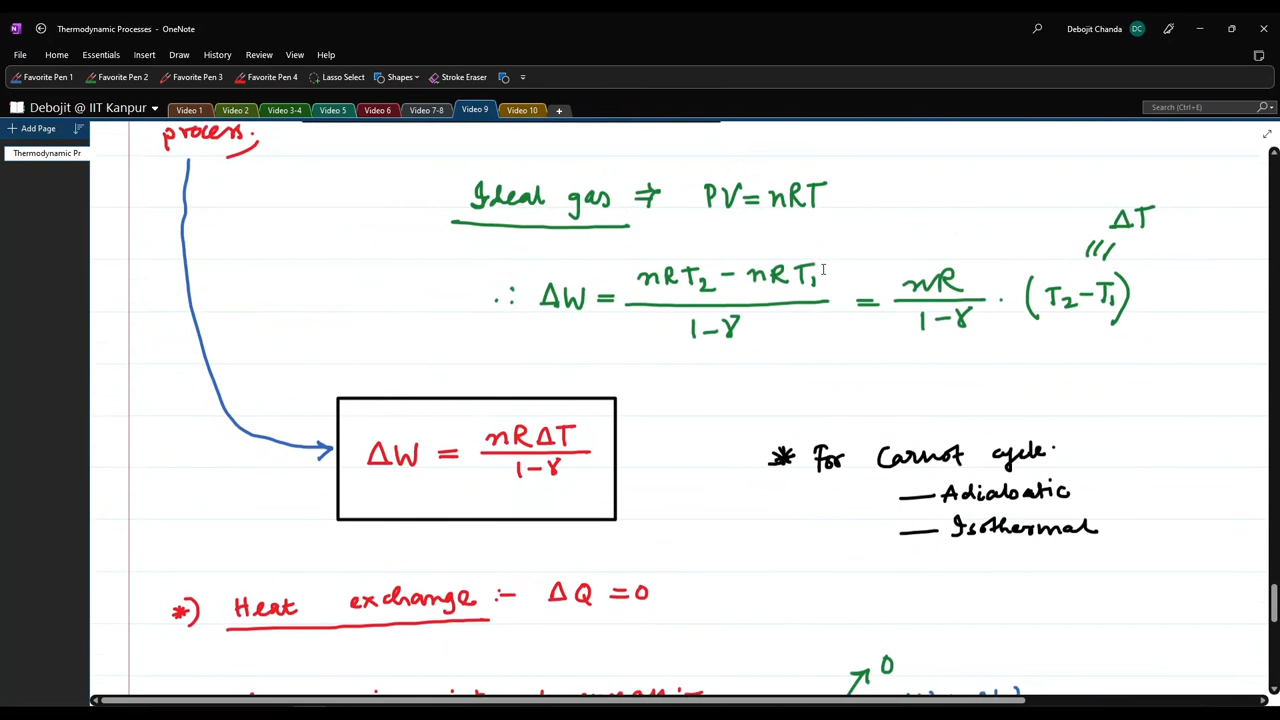 Thermodynamic Processes - OneNote
Debojit Chanda DC
File Home Essentials Insert Draw History Review View Help
Favorite Pen 1 Favorite Pen 2 Favorite Pen 3 Favorite Pen 4 Lasso Select Shapes Stroke Eraser
Debojit @ IIT Kanpur Video 1 Video 2 Video 3-4 Video 5 Video 6 Video 7-8 Video 9 Video 10 + Search (Ctrl+E)
+ Add Page
Thermodynamic Pr
process.
Ideal gas ⇒ PV = nRT
ΔT
∴ ΔW = (nRT₂ - nRT₁)/(1-γ) = nR/(1-γ) · (T₂-T₁)
ΔW = nRΔT/(1-γ)
* For Carnot cycle.
— Adiabatic
— Isothermal
*) Heat exchange :- ΔQ = 0
0